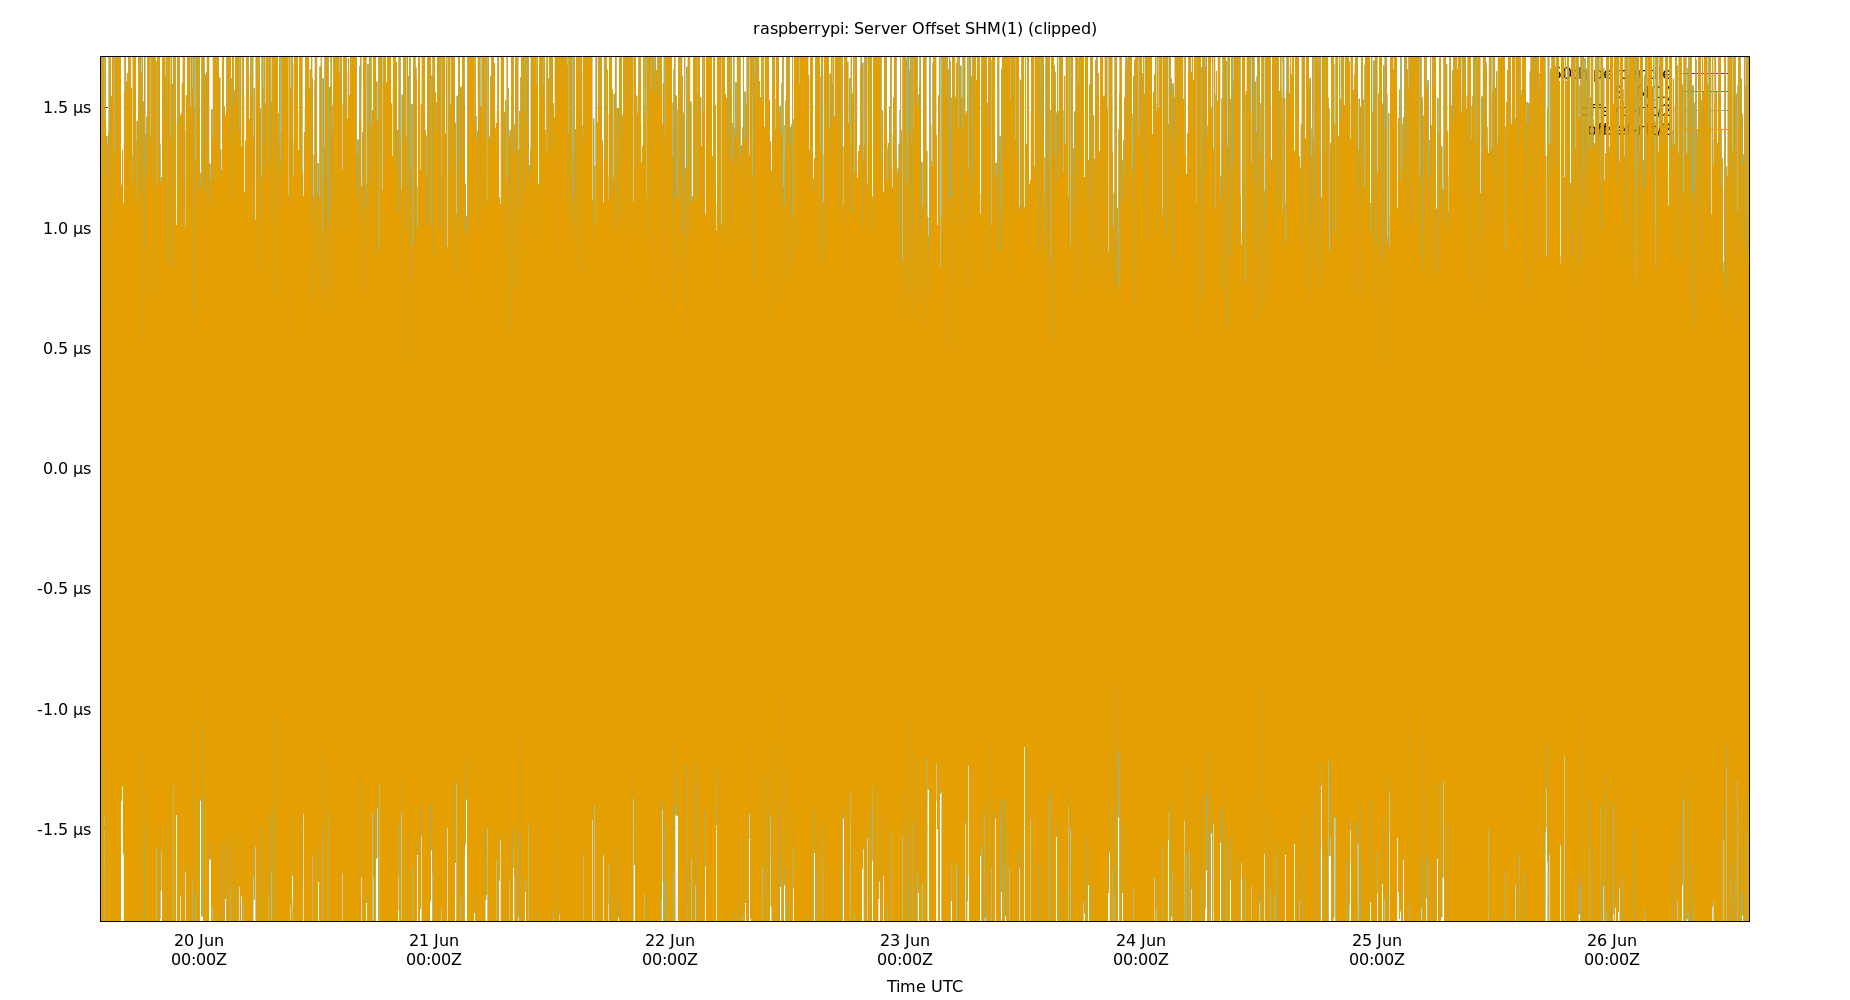 raspberrypi: Server Offset SHM(1) (clipped)
1.5 µs
1.0 µs
0.5 µs
0.0 µs
-0.5 µs
-1.0 µs
-1.5 µs
20 Jun 21 Jun 22 Jun 23 Jun 24 Jun 25 Jun 26 Jun
00:00Z 00:00Z 00:00Z 00:00Z 00:00Z 00:00Z 00:00Z
Time UTC